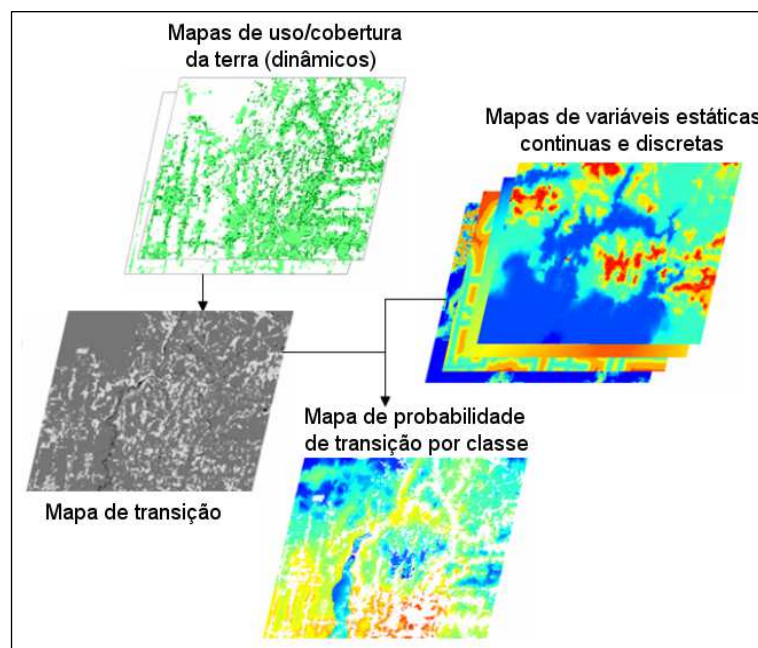 Mapas de uso/cobertura
da terra (dinâmicos)
Mapas de variáveis estáticas
continuas e discretas
Mapa de probabilidade
de transição por classe
Mapa de transição